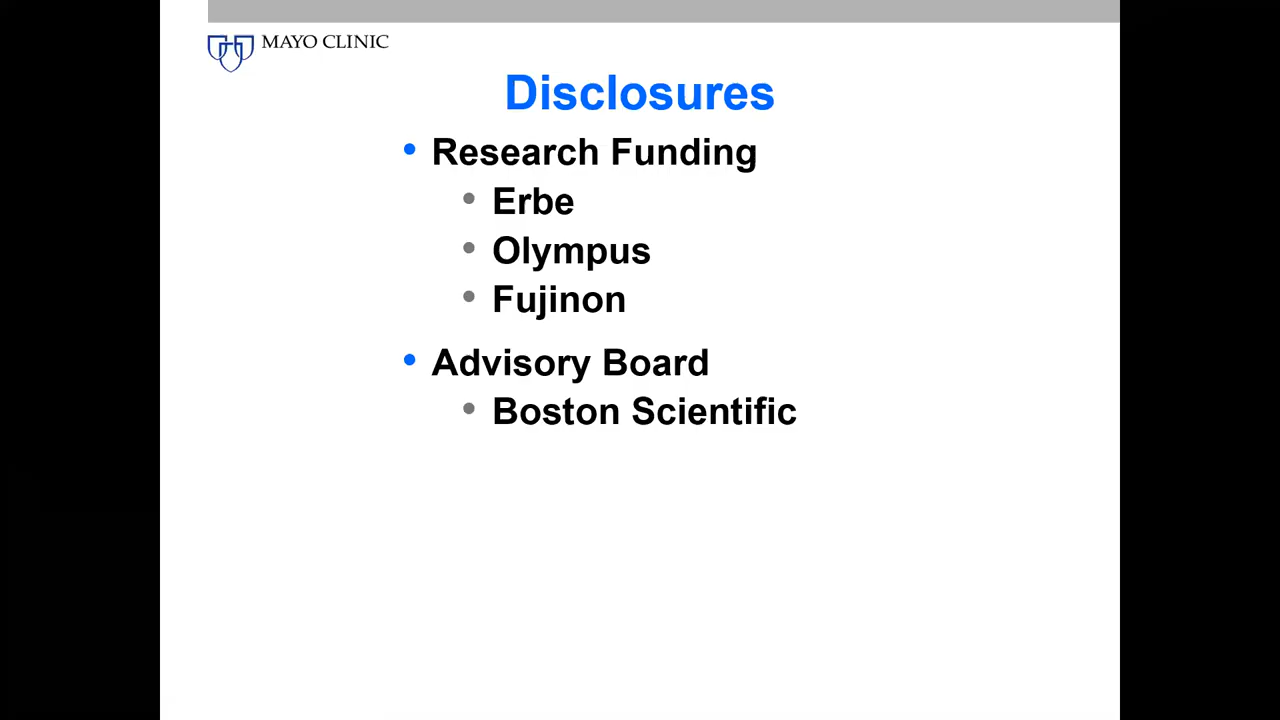 MAYO CLINIC
Disclosures
• Research Funding
• Erbe
• Olympus
• Fujinon
• Advisory Board
• Boston Scientific